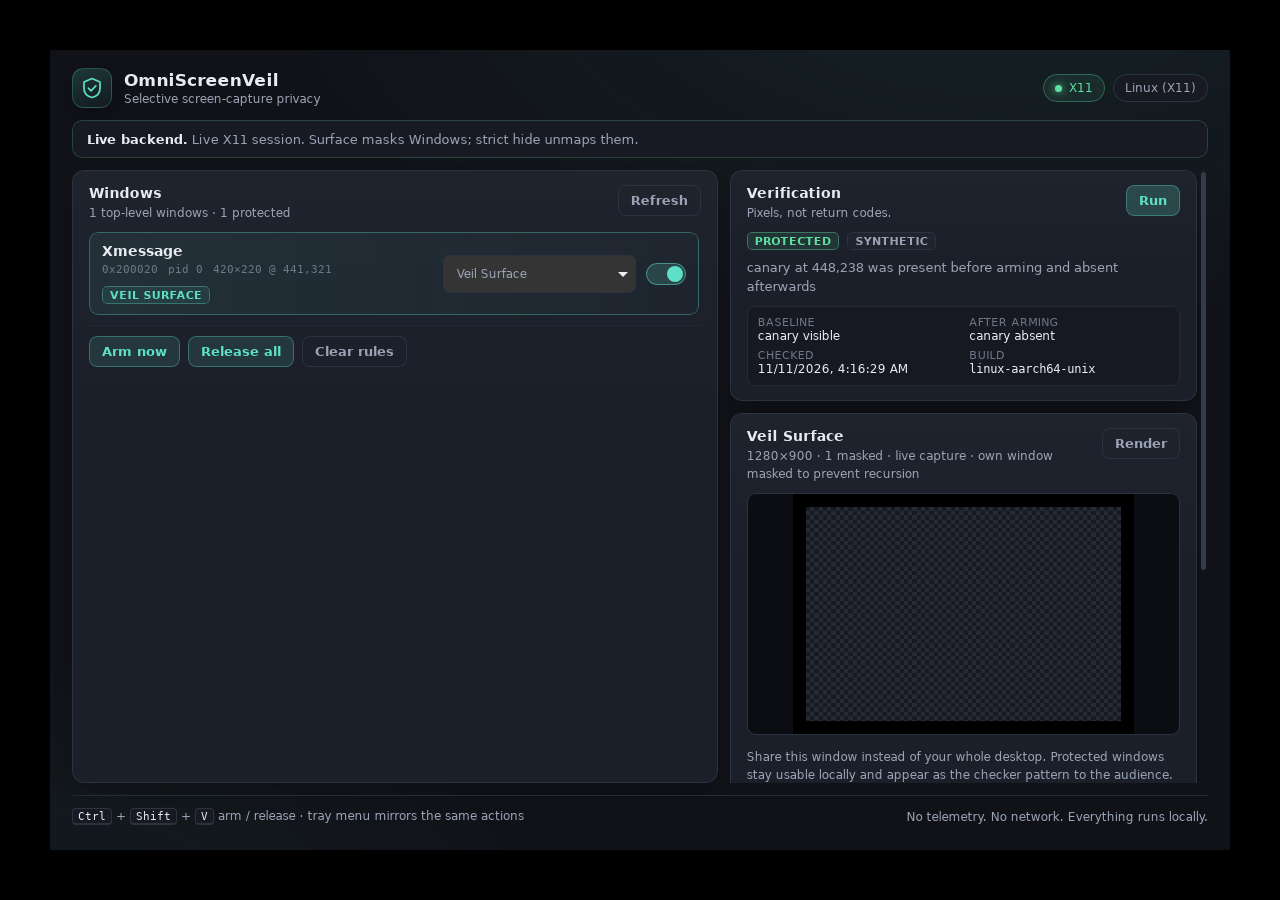 OmniScreenVeil
Selective screen-capture privacy
X11
Linux (X11)
Live backend. Live X11 session. Surface masks Windows; strict hide unmaps them.
Windows
1 top-level windows · 1 protected
Refresh
Xmessage
0x200020 pid 0 420×220 @ 441,321
VEIL SURFACE
Veil Surface
Arm now
Release all
Clear rules
Verification
Pixels, not return codes.
Run
PROTECTED
SYNTHETIC
canary at 448,238 was present before arming and absent
afterwards
BASELINE
canary visible
AFTER ARMING
canary absent
CHECKED
11/11/2026, 4:16:29 AM
BUILD
linux-aarch64-unix
Veil Surface
1280×900 · 1 masked · live capture · own window
masked to prevent recursion
Render
Share this window instead of your whole desktop. Protected windows
stay usable locally and appear as the checker pattern to the audience.
Ctrl + Shift + V arm / release · tray menu mirrors the same actions
No telemetry. No network. Everything runs locally.